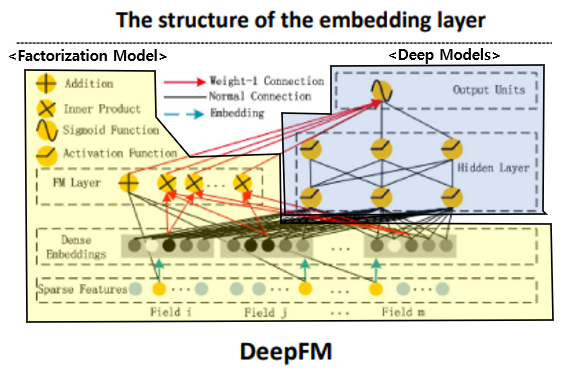 The structure of the embedding layer
<Factorization Model>
<Deep Models>
Addition
Inner Product
Sigmoid Function
Activation Function
Weight-1 Connection
Normal Connection
Embedding
Output Units
Hidden Layer
FM Layer
...
Dense
Embeddings
...
Sparse Features
...
...
...
...
Field i
Field j
...
Field m
DeepFM